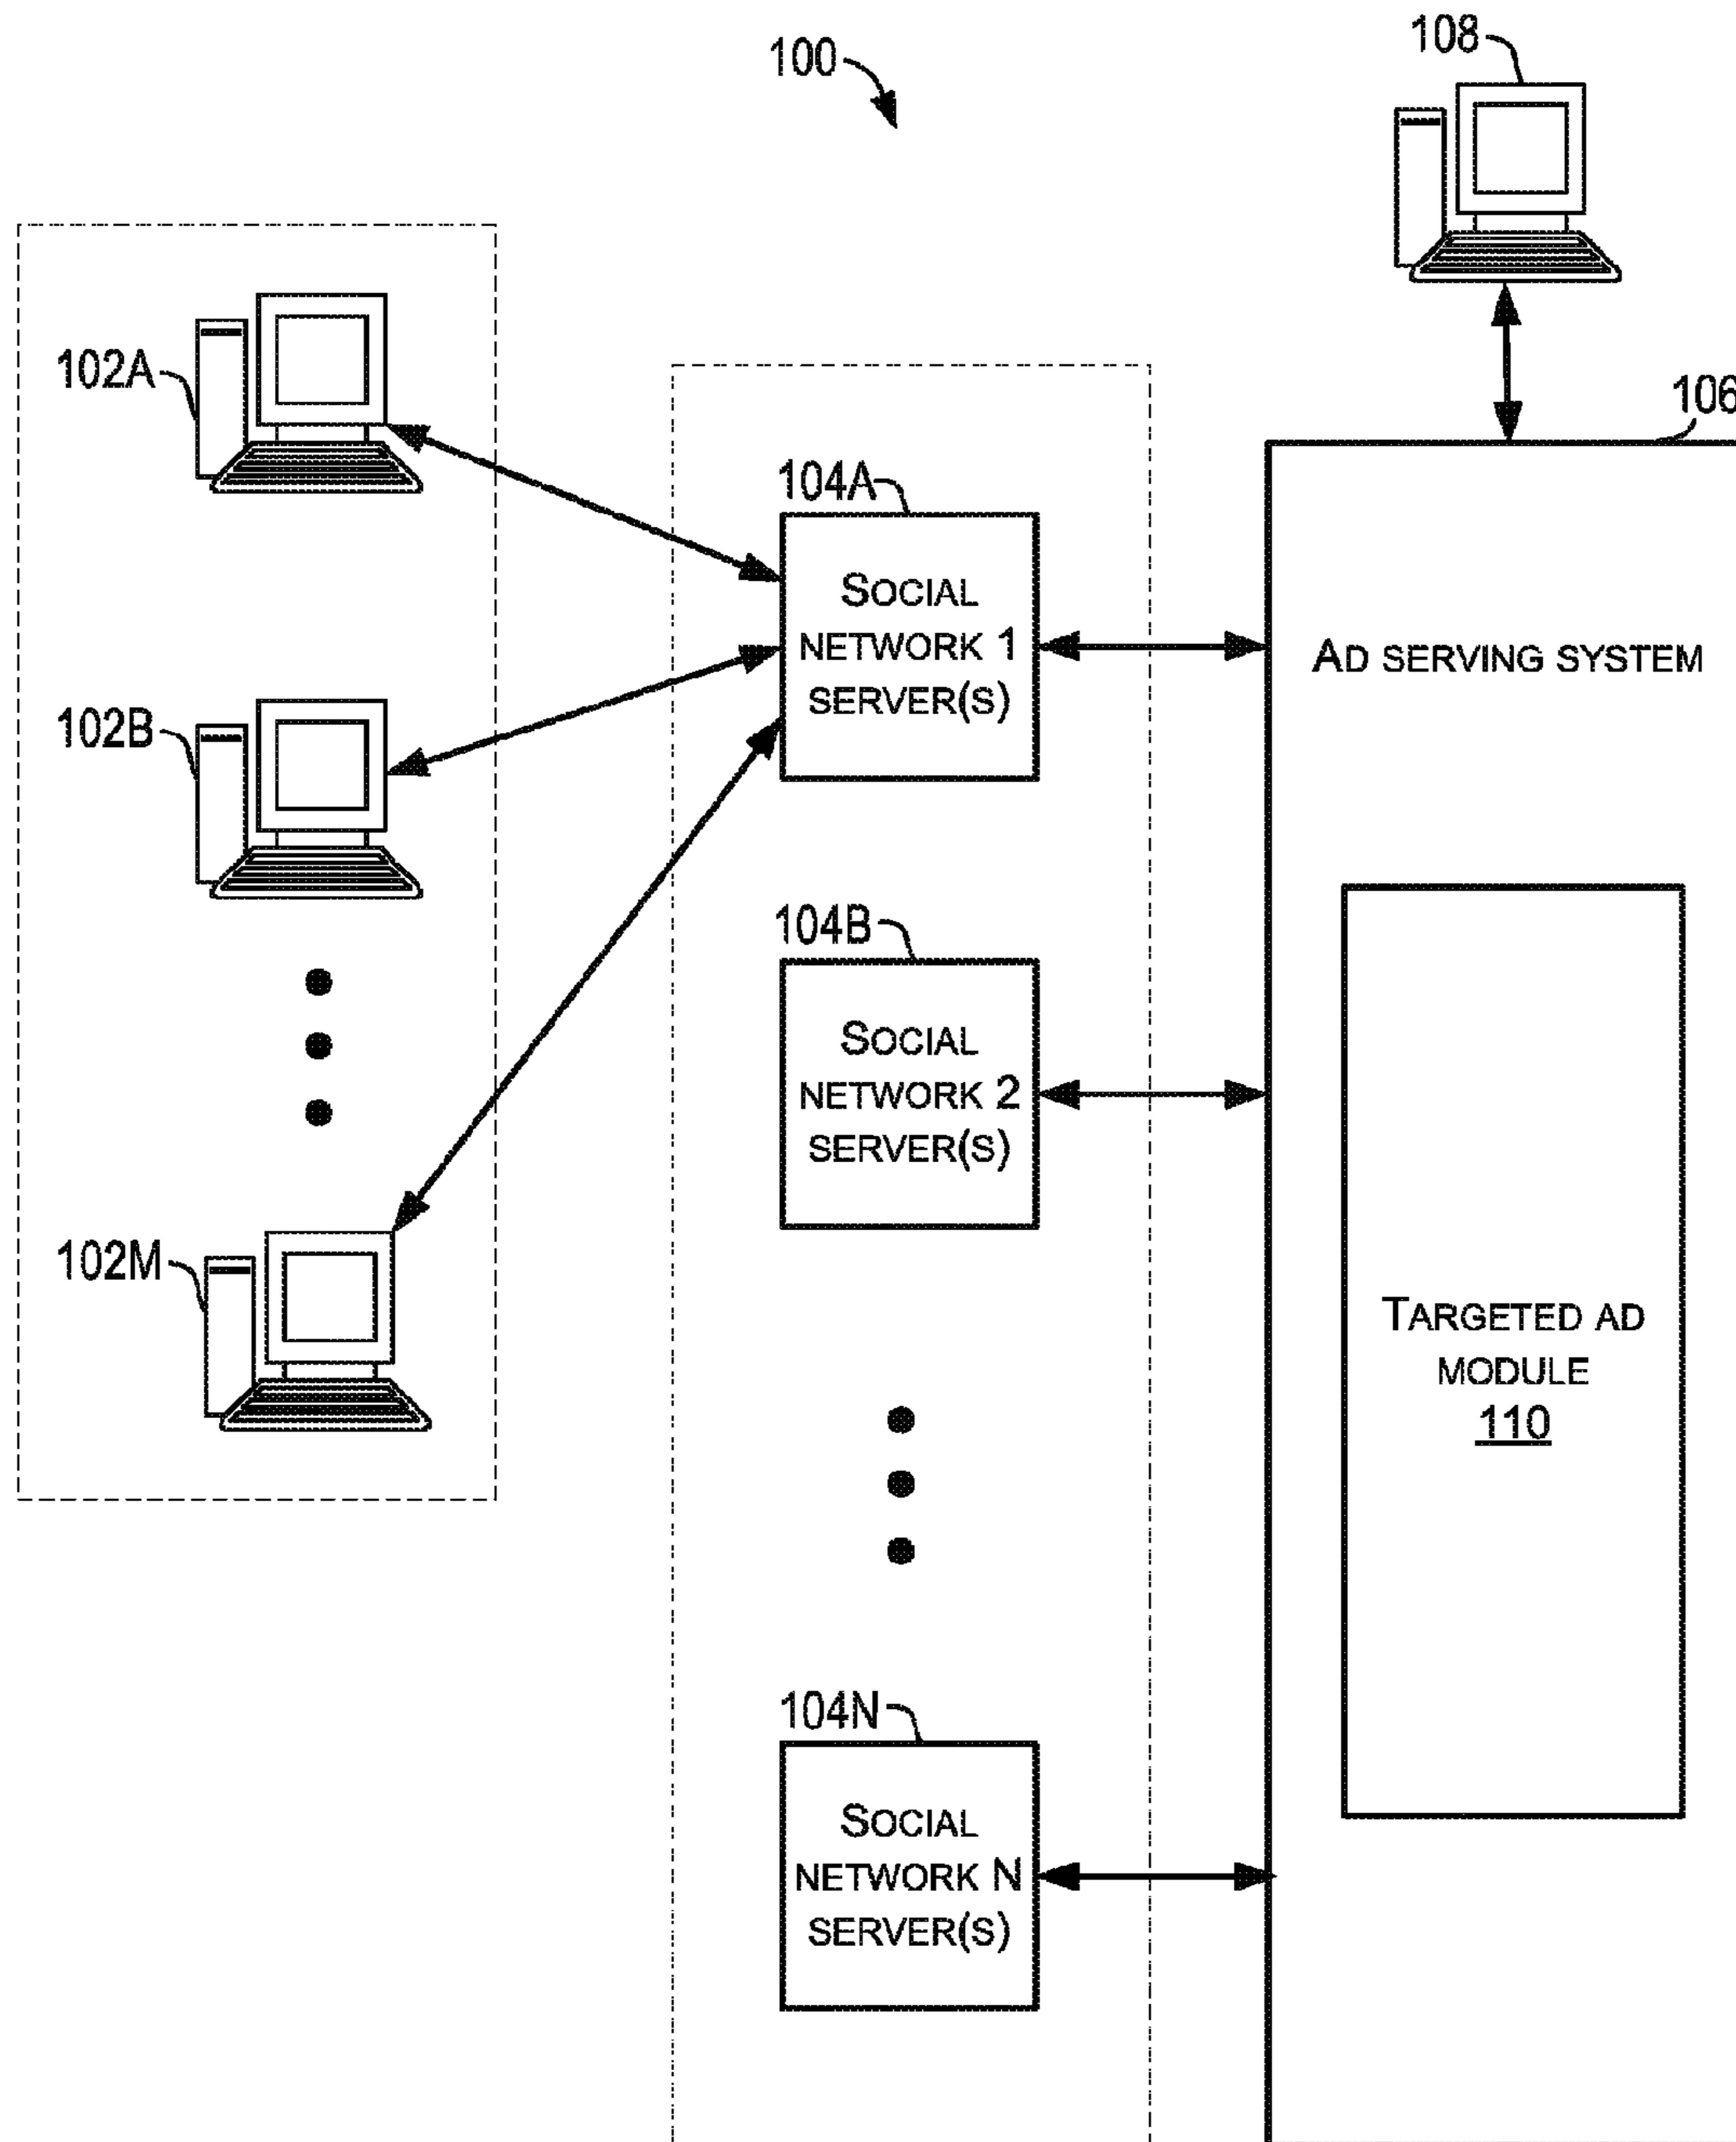 100
108
102A
106
104A
SOCIAL
NETWORK 1
SERVER(S)
AD SERVING SYSTEM
102B
104B
SOCIAL
NETWORK 2
SERVER(S)
102M
TARGETED AD
MODULE
110
104N
SOCIAL
NETWORK N
SERVER(S)